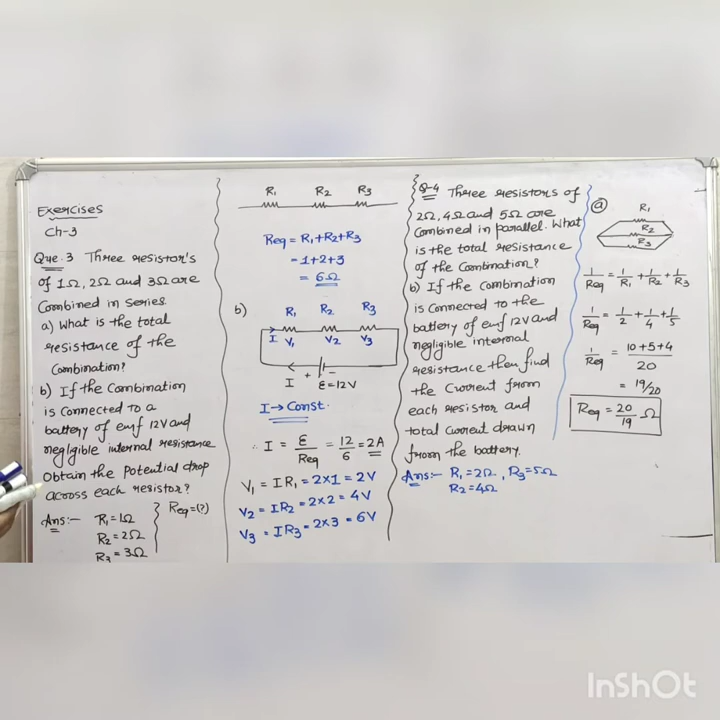 Exercises
Ch-3
Que.3 Three resistor's
of 1Ω, 2Ω and 3Ω are
Combined in Series
a) What is the total
resistance of the
Combination?
b) If the Combination
is connected to a
battery of emf 12V and
negligible internal resistance
Obtain the Potential drop
across each resistor?
Ans:- R₁=1Ω
R₂=2Ω
R₃=3Ω
Req=(?)
R₁ R₂ R₃
Req = R₁+R₂+R₃
= 1+2+3
= 6Ω
b)
R₁ R₂ R₃
I V₁ V₂ V₃
I + -
ε=12V
I → Const.
∴ I = ε/Req = 12/6 = 2A
V₁ = IR₁ = 2×1 = 2V
V₂ = IR₂ = 2×2 = 4V
V₃ = IR₃ = 2×3 = 6V
Q-4 Three resistors of
2Ω, 4Ω and 5Ω are
Combined in parallel. What
is the total resistance
of the Combination?
b) If the Combination
is connected to the
battery of emf 12V and
negligible internal
resistance then find
the Current from
each resistor and
total current drawn
from the battery.
Ans:- R₁=2Ω, R₃=5Ω
R₂=4Ω
a
R₁
R₂
R₃
1/Req = 1/R₁ + 1/R₂ + 1/R₃
1/Req = 1/2 + 1/4 + 1/5
1/Req = 10+5+4/20
= 19/20
Req = 20/19 Ω
InShOt